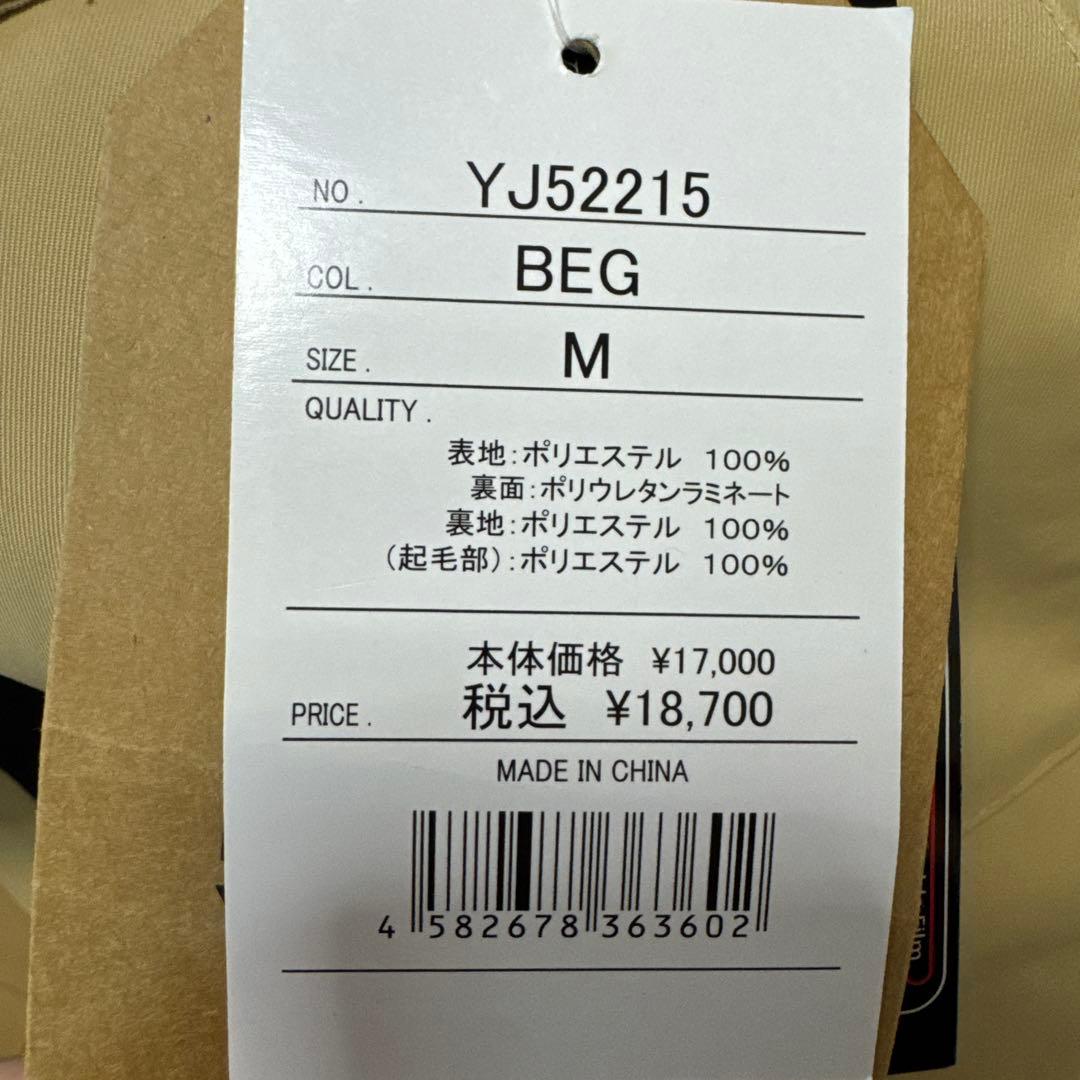 NO. YJ52215
COL. BEG
SIZE. M
QUALITY.
表地:ポリエステル 100%
裏面:ポリウレタンラミネート
裏地:ポリエステル 100%
(起毛部):ポリエステル 100%
本体価格 ¥17,000
PRICE. 税込 ¥18,700
MADE IN CHINA
4 582678 363602
Film